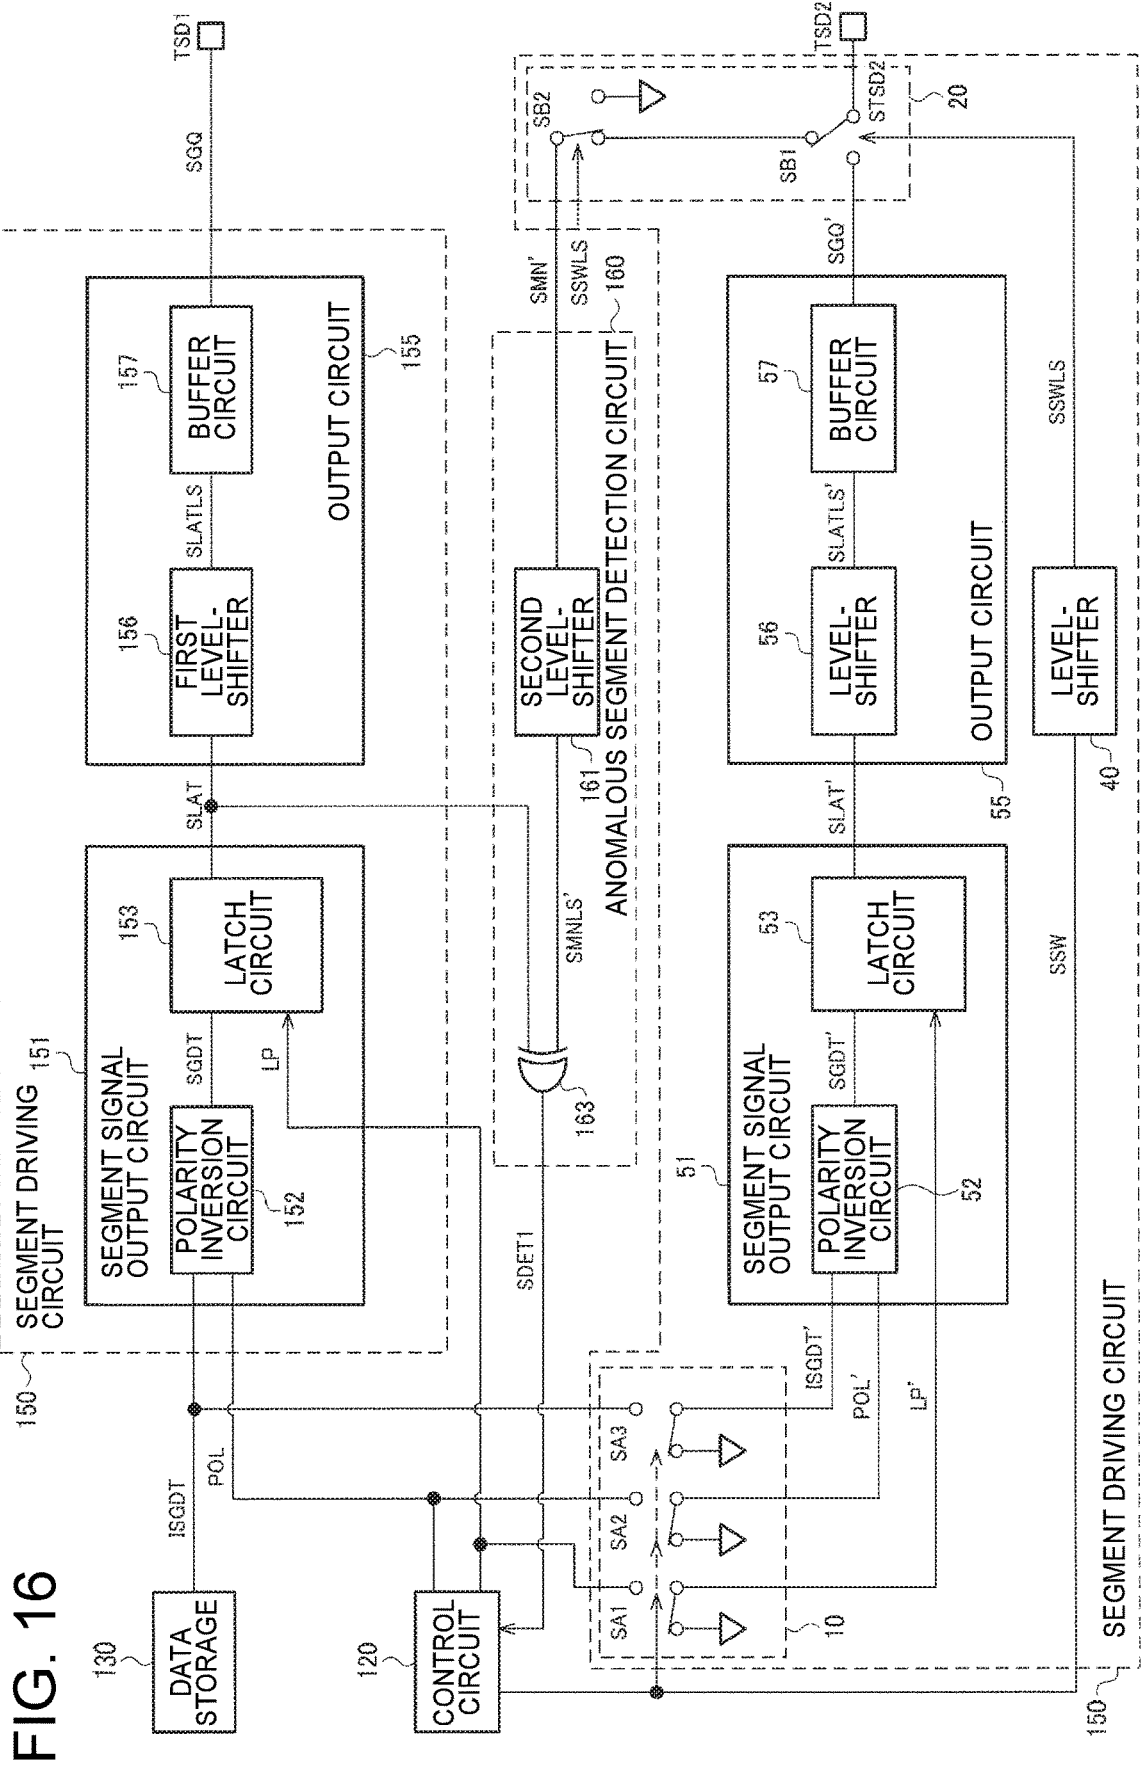 FIG. 16
130
DATA
STORAGE
ISGDT
POL
120
CONTROL
CIRCUIT
150
SEGMENT DRIVING
CIRCUIT
151
SEGMENT SIGNAL
OUTPUT CIRCUIT
POLARITY
INVERSION
CIRCUIT
152
SGDT
LP
153
LATCH
CIRCUIT
SLAT
156
FIRST
LEVEL-
SHIFTER
SLATLS
157
BUFFER
CIRCUIT
OUTPUT CIRCUIT
155
SGQ
TSD1
SDET1
163
SMNLS'
161
SECOND
LEVEL-
SHIFTER
ANOMALOUS SEGMENT DETECTION CIRCUIT
160
SMN'
SSWLS
SB2
SB1
STSD2
20
TSD2
SA1
SA2
SA3
10
ISGDT'
POL'
LP'
51
SEGMENT SIGNAL
OUTPUT CIRCUIT
POLARITY
INVERSION
CIRCUIT
52
SGDT'
53
LATCH
CIRCUIT
SLAT'
55
56
LEVEL-
SHIFTER
SLATLS'
57
BUFFER
CIRCUIT
OUTPUT CIRCUIT
SGQ'
SSW
40
LEVEL-
SHIFTER
SSWLS
150
SEGMENT DRIVING CIRCUIT